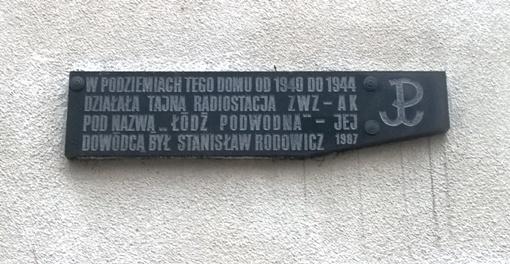 W PODZIEMIACH TEGO DOMU OD 1940 DO 1944
DZIAŁAŁA TAJNA RADIOSTACJA ZWZ - AK
POD NAZWĄ „ŁÓDŹ PODWODNA” - JEJ
DOWÓDCĄ BYŁ STANISŁAW RODOWICZ 1987